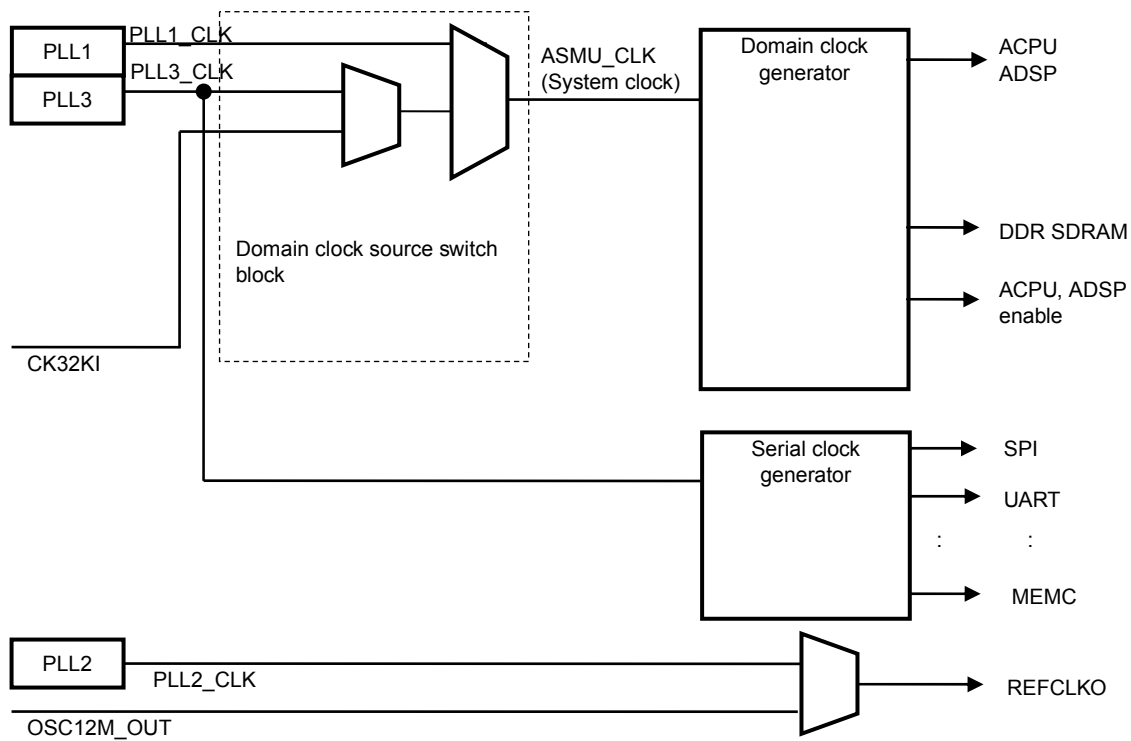 PLL1
PLL1_CLK
PLL3_CLK
PLL3
ASMU_CLK
(System clock)
Domain clock
generator
ACPU
ADSP
Domain clock source switch
block
DDR SDRAM
ACPU, ADSP
enable
CK32KI
Serial clock
generator
SPI
UART
: :
MEMC
PLL2
PLL2_CLK
REFCLKO
OSC12M_OUT